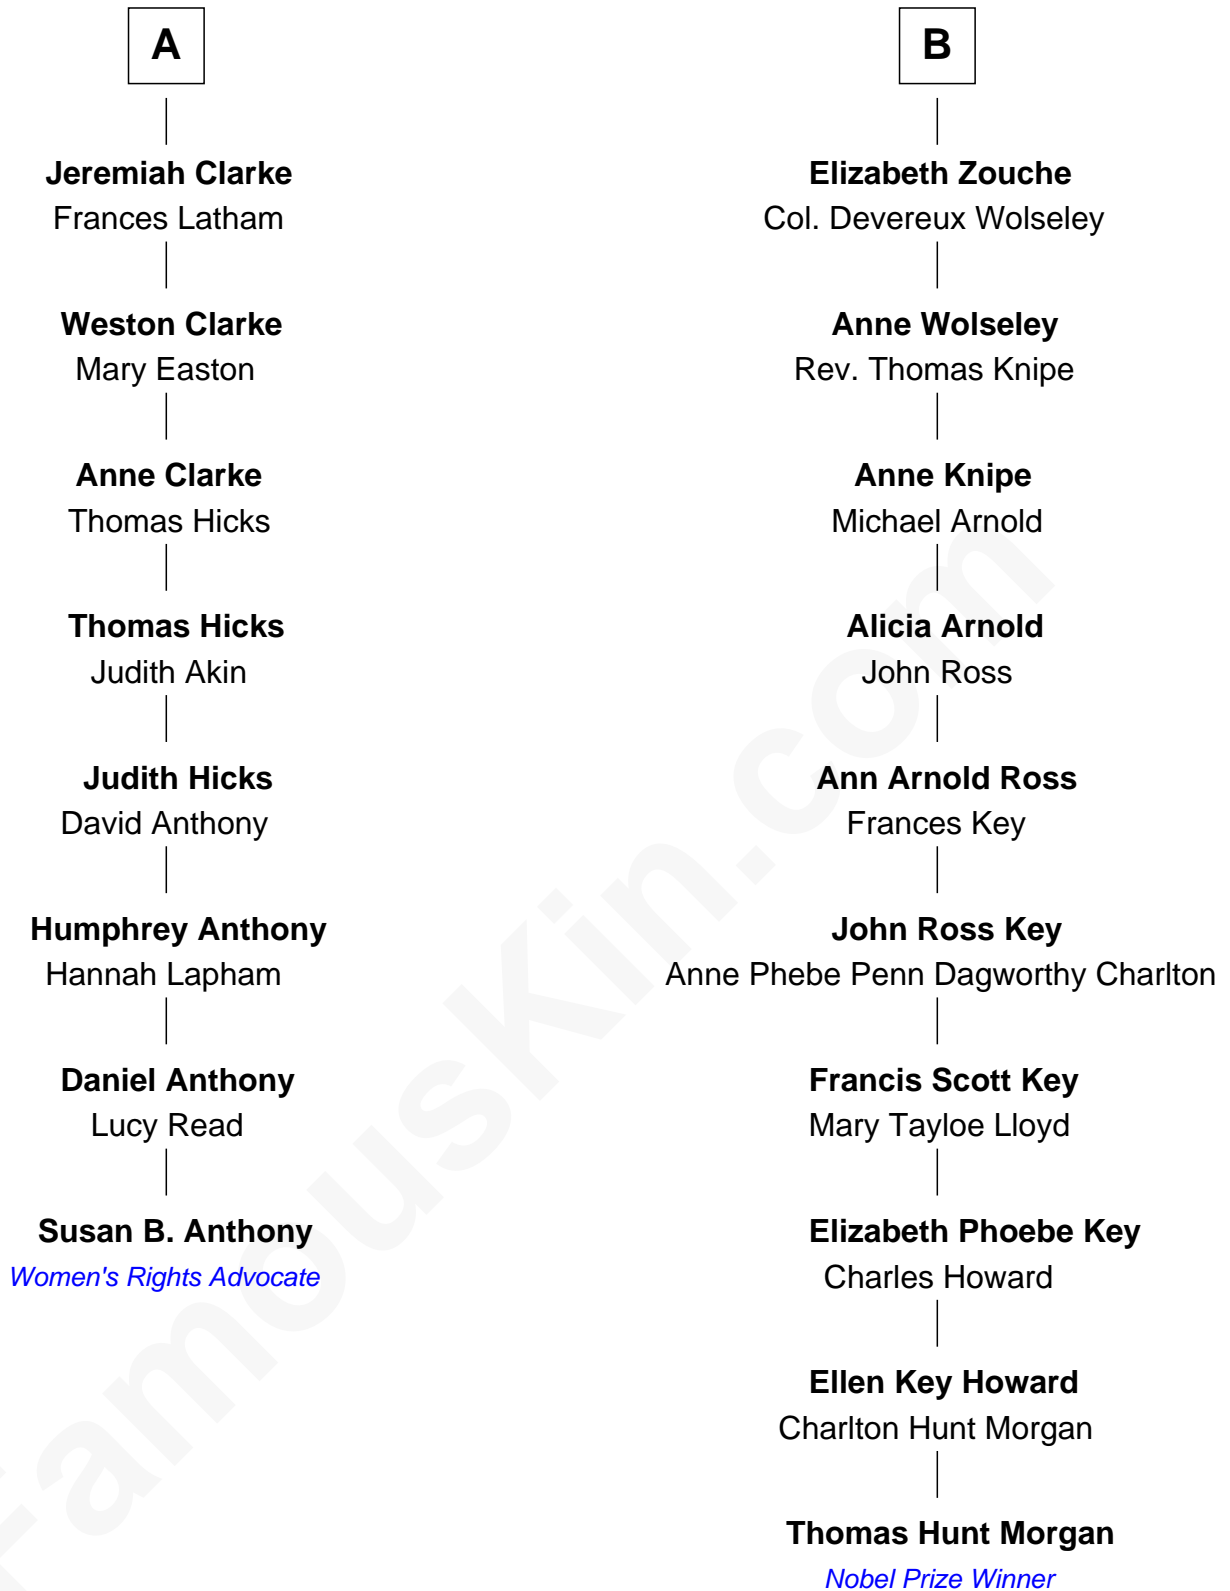 A
Jeremiah Clarke
Frances Latham
Weston Clarke
Mary Easton
Anne Clarke
Thomas Hicks
Thomas Hicks
Judith Akin
Judith Hicks
David Anthony
Humphrey Anthony
Hannah Lapham
Daniel Anthony
Lucy Read
Susan B. Anthony
Women's Rights Advocate
B
Elizabeth Zouche
Col. Devereux Wolseley
Anne Wolseley
Rev. Thomas Knipe
Anne Knipe
Michael Arnold
Alicia Arnold
John Ross
Ann Arnold Ross
Frances Key
John Ross Key
Anne Phebe Penn Dagworthy Charlton
Francis Scott Key
Mary Tayloe Lloyd
Elizabeth Phoebe Key
Charles Howard
Ellen Key Howard
Charlton Hunt Morgan
Thomas Hunt Morgan
Nobel Prize Winner
FamousKin.com